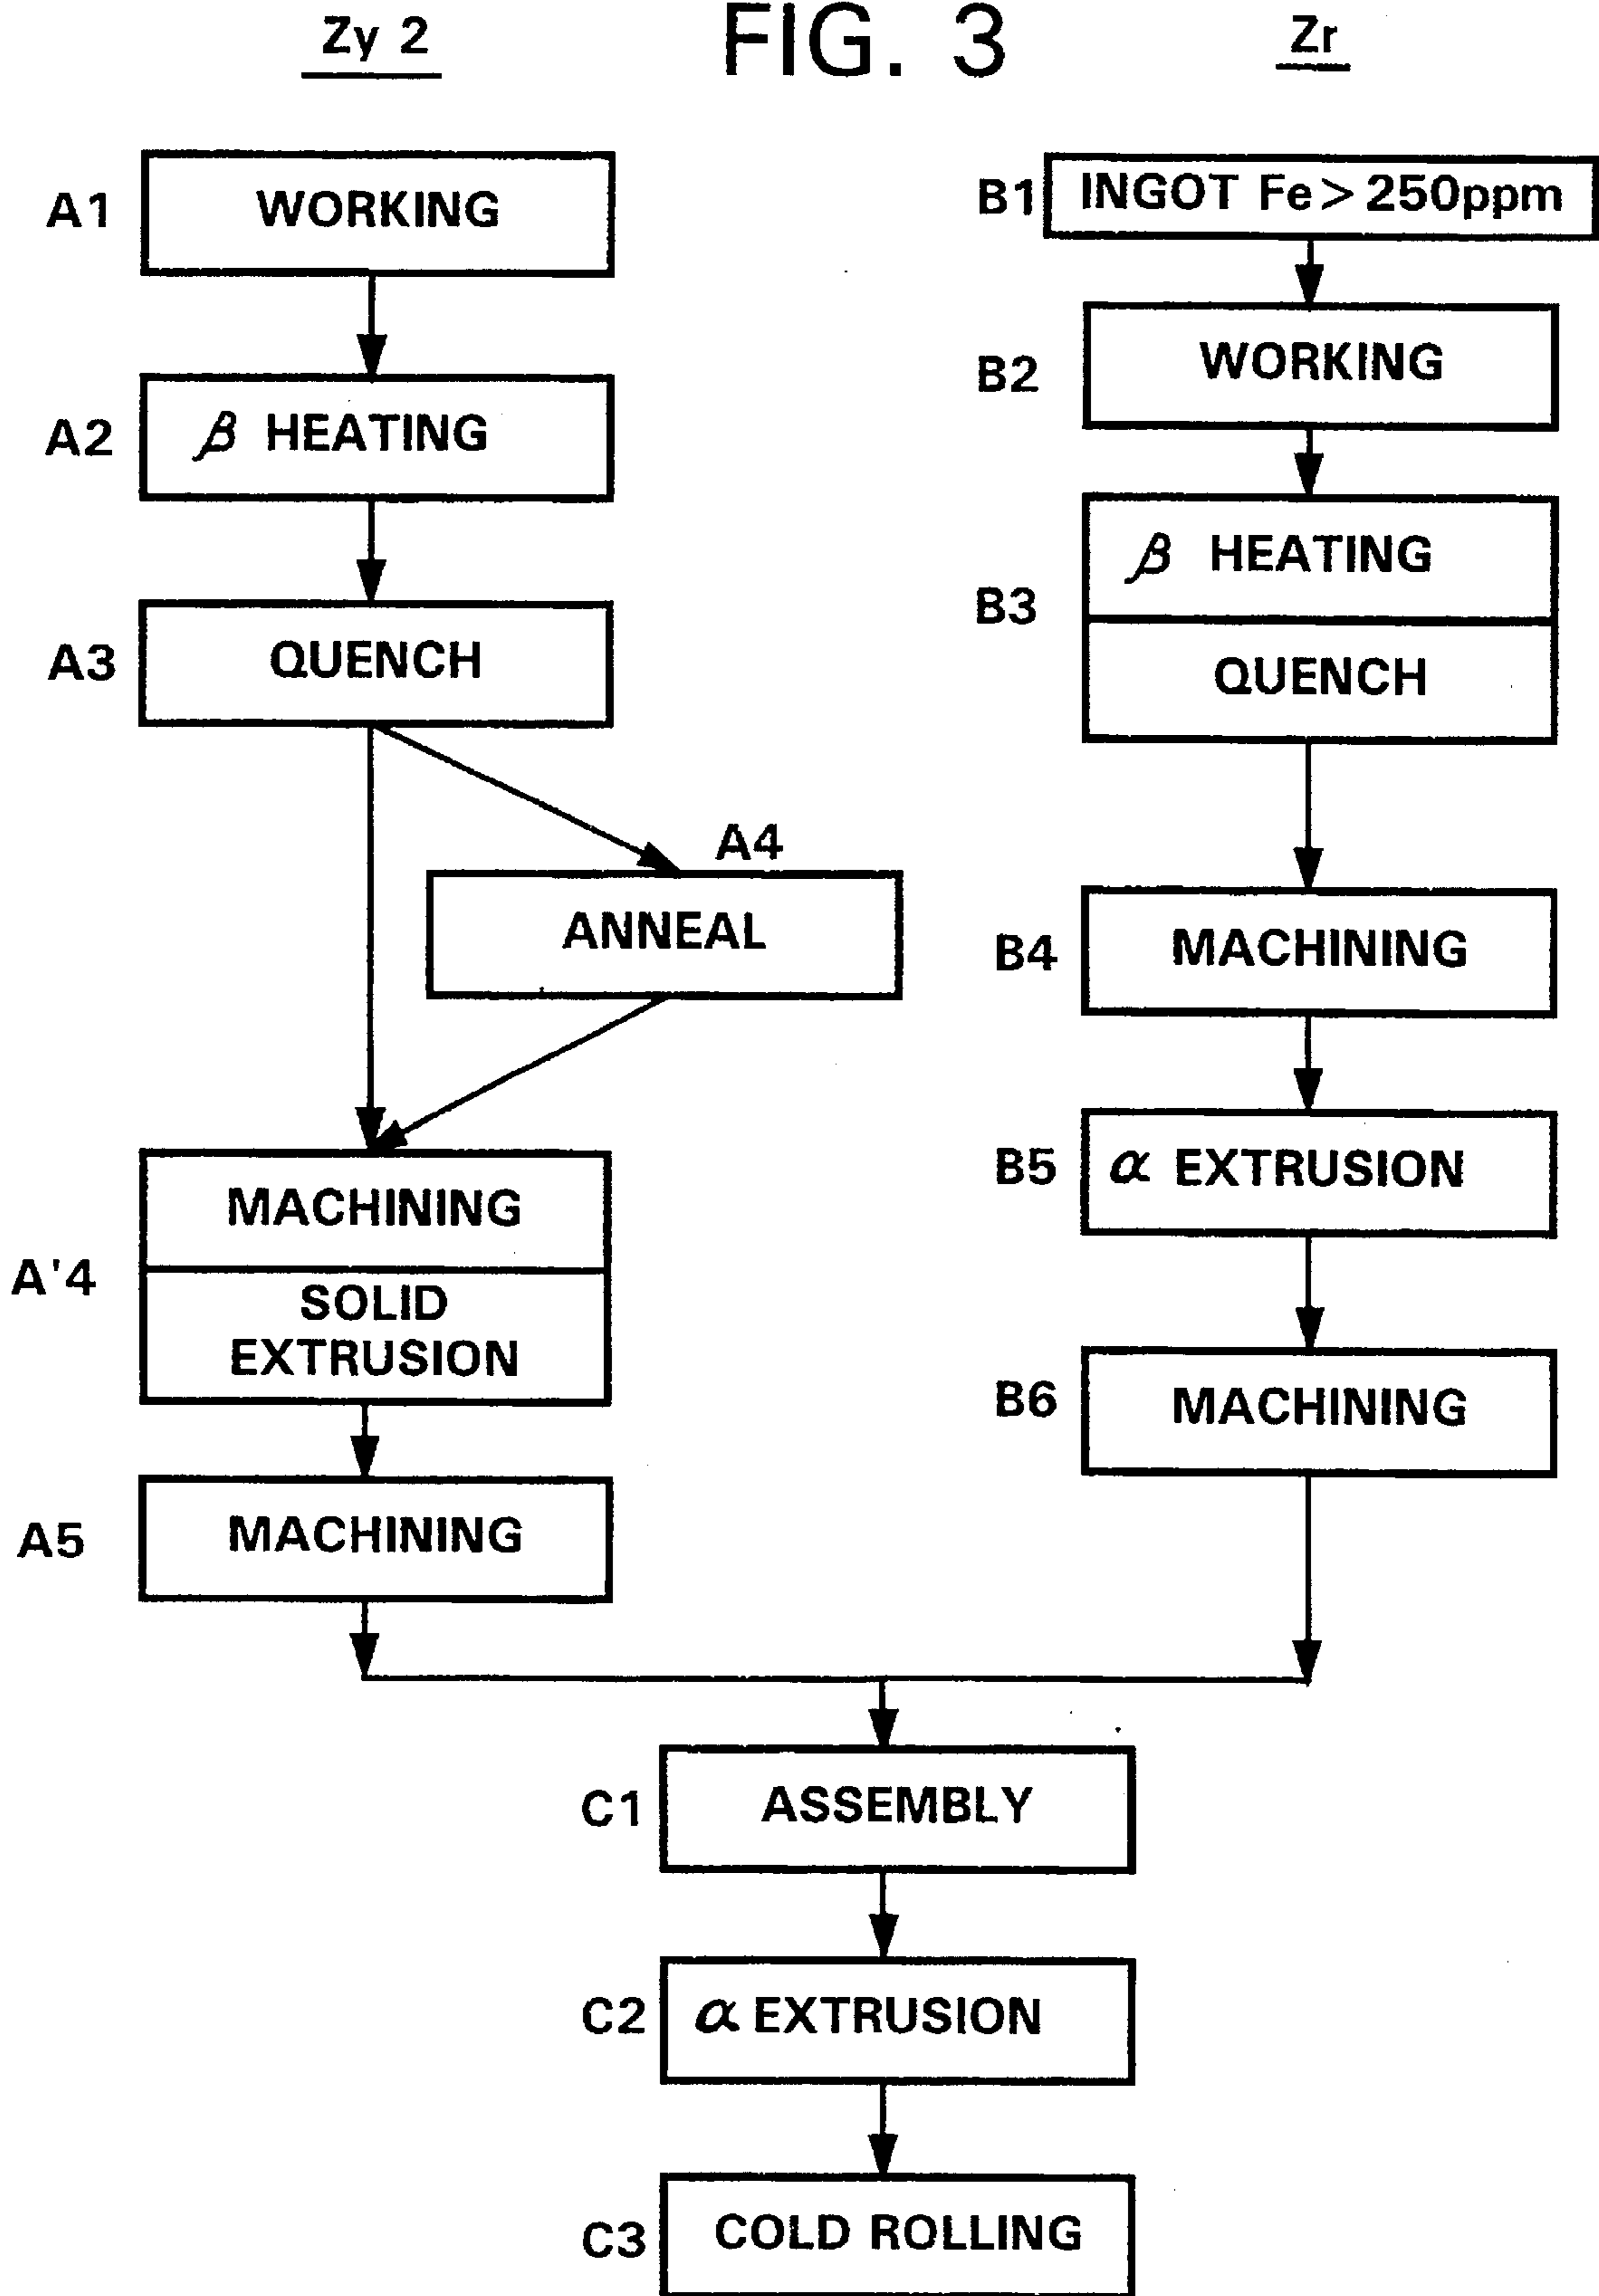 FIG. 3
Zy 2
A1 WORKING
A2 β HEATING
A3 QUENCH
A4
ANNEAL
A'4
MACHINING
SOLID
EXTRUSION
A5 MACHINING
Zr
B1 INGOT Fe > 250ppm
B2 WORKING
B3
β HEATING
QUENCH
B4 MACHINING
B5 α EXTRUSION
B6 MACHINING
C1 ASSEMBLY
C2 α EXTRUSION
C3 COLD ROLLING